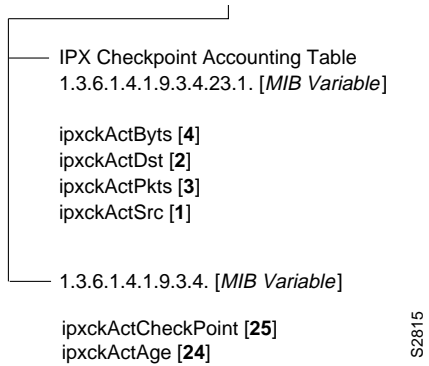 IPX Checkpoint Accounting Table
1.3.6.1.4.1.9.3.4.23.1. [MIB Variable]
ipxckActByts [4]
ipxckActDst [2]
ipxckActPkts [3]
ipxckActSrc [1]
1.3.6.1.4.1.9.3.4. [MIB Variable]
ipxckActCheckPoint [25]
ipxckActAge [24]
S2815